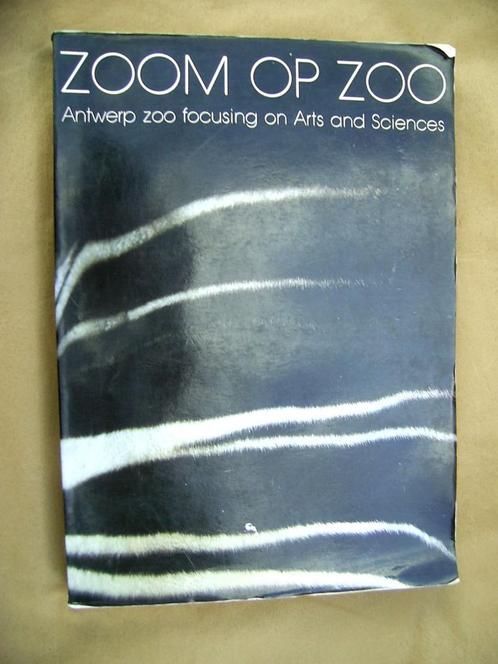 ZOOM OP ZOO
Antwerp zoo focusing on Arts and Sciences